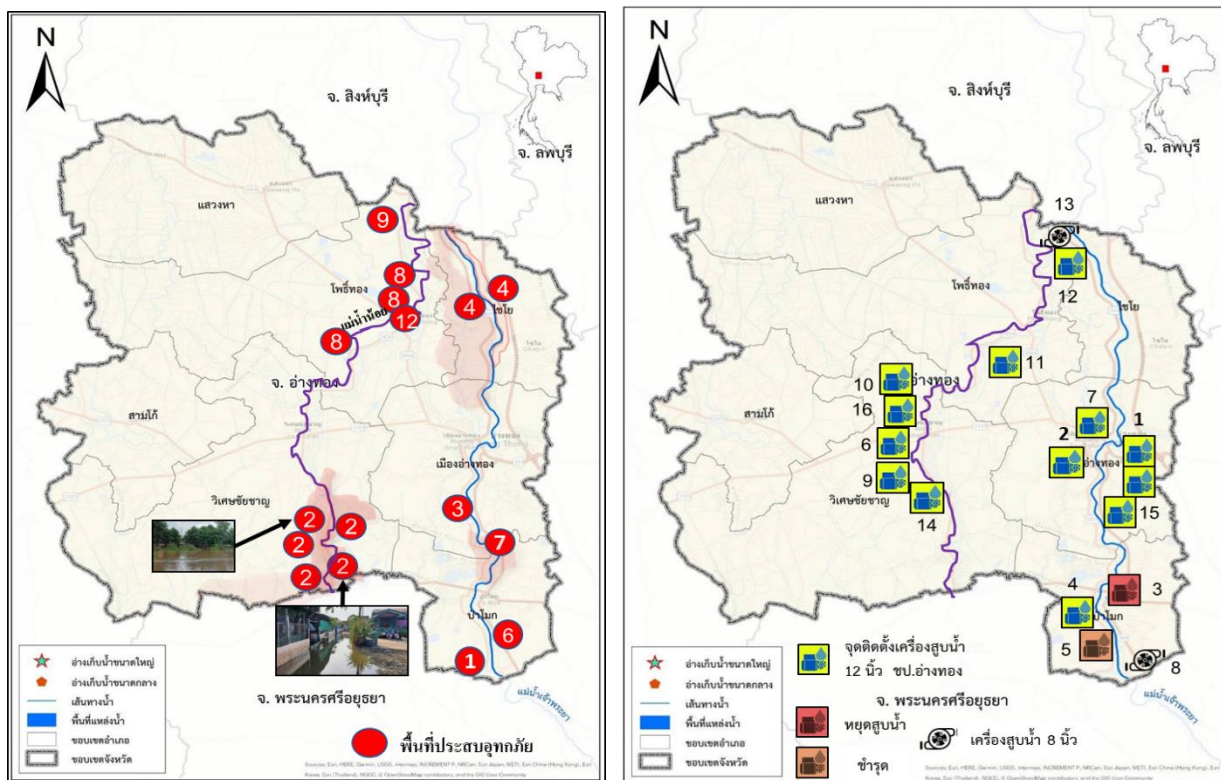 N
จ. สิงห์บุรี
จ. ลพบุรี
แสวงหา
9
8
โพธิ์ทอง
8
4
4
ไชโย
12
แม่น้ำน้อย
8
จ. อ่างทอง
สามโก้
เมืองอ่างทอง
วิเศษชัยชาญ
3
2
2
2
7
2
2
ป่าโมก
6
1
อ่างเก็บน้ำขนาดใหญ่
อ่างเก็บน้ำขนาดกลาง
เส้นทางน้ำ
พื้นที่แหล่งน้ำ
ขอบเขตอำเภอ
ขอบเขตจังหวัด
จ. พระนครศรีอยุธยา
แม่น้ำเจ้าพระยา
พื้นที่ประสบอุทกภัย
N
จ. สิงห์บุรี
จ. ลพบุรี
แสวงหา
13
12
โพธิ์ทอง
ไชโย
11
10
อ่างทอง
16
7
สามโก้
6
2
1
อ่างทอง
9
วิเศษชัยชาญ
14
15
4
3
ป่าโมก
5
8
จุดติดตั้งเครื่องสูบน้ำ
12 นิ้ว ชป.อ่างทอง
จ. พระนครศรีอยุธยา
แม่น้ำเจ้าพระยา
หยุดสูบน้ำ
เครื่องสูบน้ำ 8 นิ้ว
ชำรุด
อ่างเก็บน้ำขนาดใหญ่
อ่างเก็บน้ำขนาดกลาง
เส้นทางน้ำ
พื้นที่แหล่งน้ำ
ขอบเขตอำเภอ
ขอบเขตจังหวัด